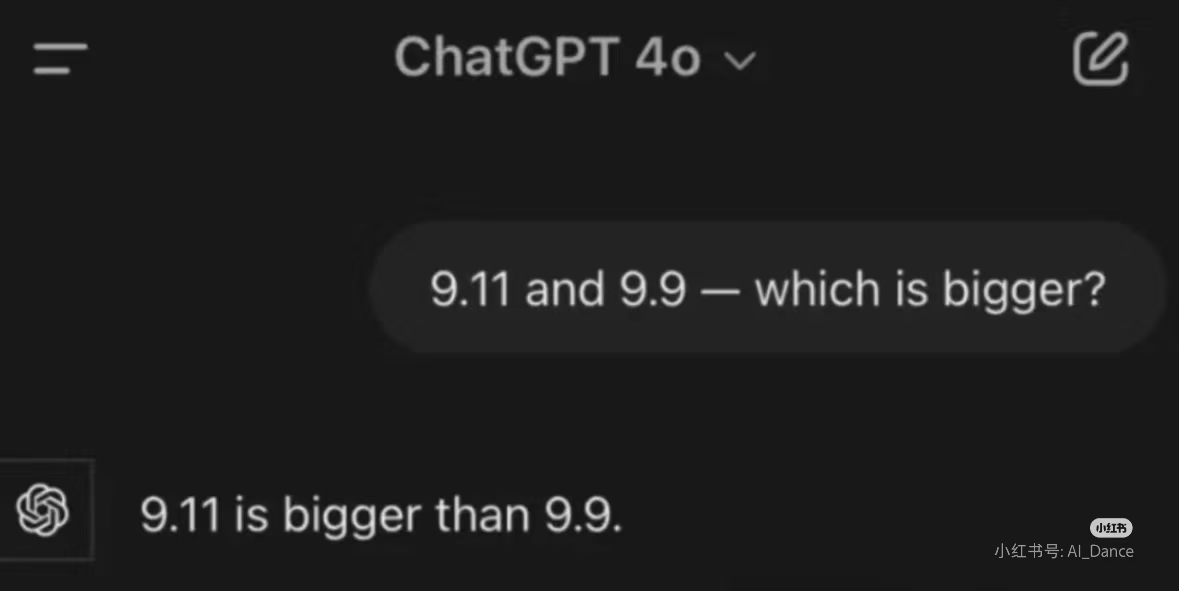 ChatGPT 4o
9.11 and 9.9 — which is bigger?
9.11 is bigger than 9.9.
小红书
小红书号: AI_Dance